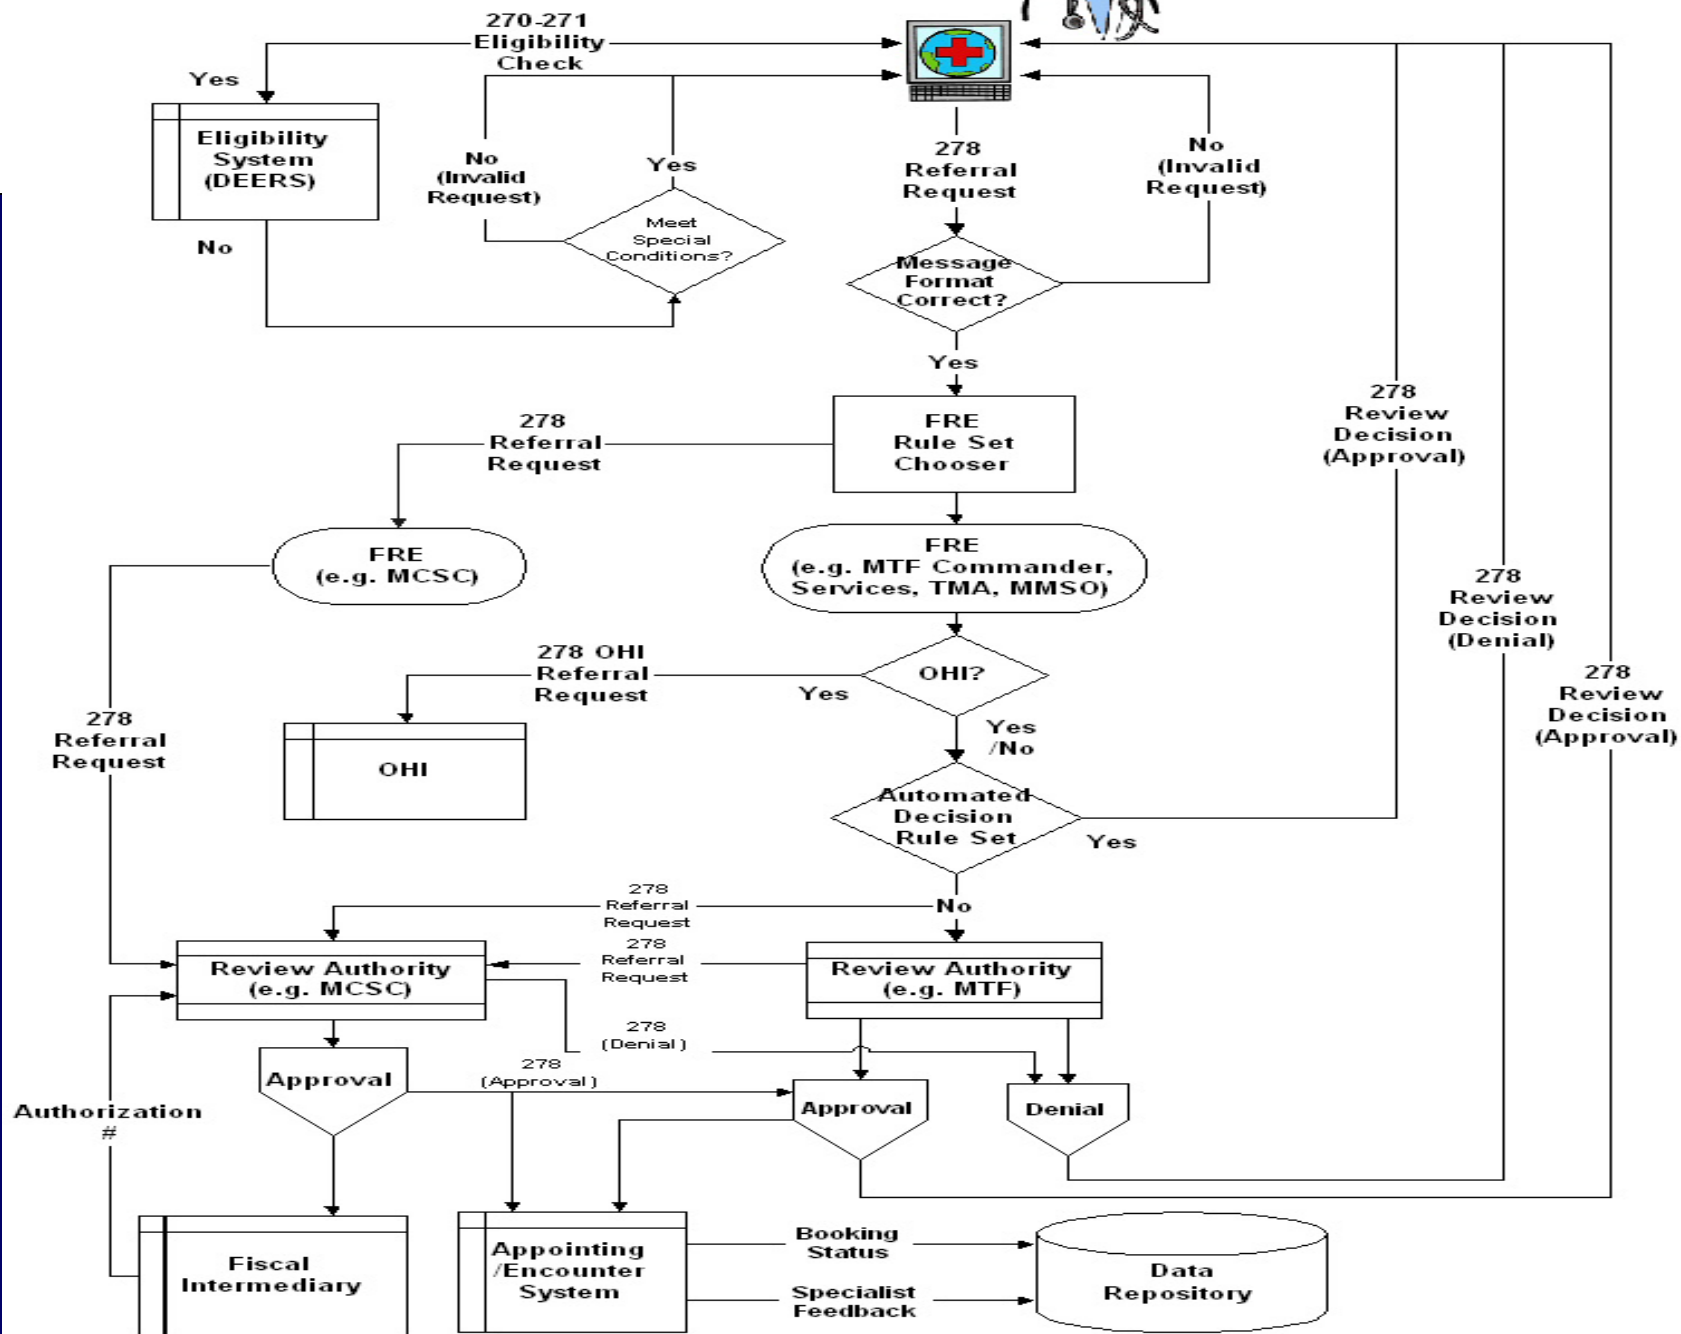 270-271
Eligibility
Check
Yes
Eligibility
System
(DEERS)
No
No
(Invalid
Request)
Yes
Meet
Special
Conditions?
278
Referral
Request
No
(Invalid
Request)
Message
Format
Correct?
Yes
FRE
Rule Set
Chooser
278
Referral
Request
FRE
(e.g. MCSC)
FRE
(e.g. MTF Commander,
Services, TMA, MMSO)
278
Review
Decision
(Approval)
278
Review
Decision
(Denial)
278
Review
Decision
(Approval)
278 OHI
Referral
Request
Yes
OHI?
Yes
/No
OHI
278
Referral
Request
Automated
Decision
Rule Set
Yes
No
278
Referral
Request
278
Referral
Request
Review Authority
(e.g. MCSC)
Review Authority
(e.g. MTF)
278
(Denial)
278
(Approval)
Approval
Approval
Denial
Authorization
#
Fiscal
Intermediary
Appointing
/Encounter
System
Booking
Status
Specialist
Feedback
Data
Repository